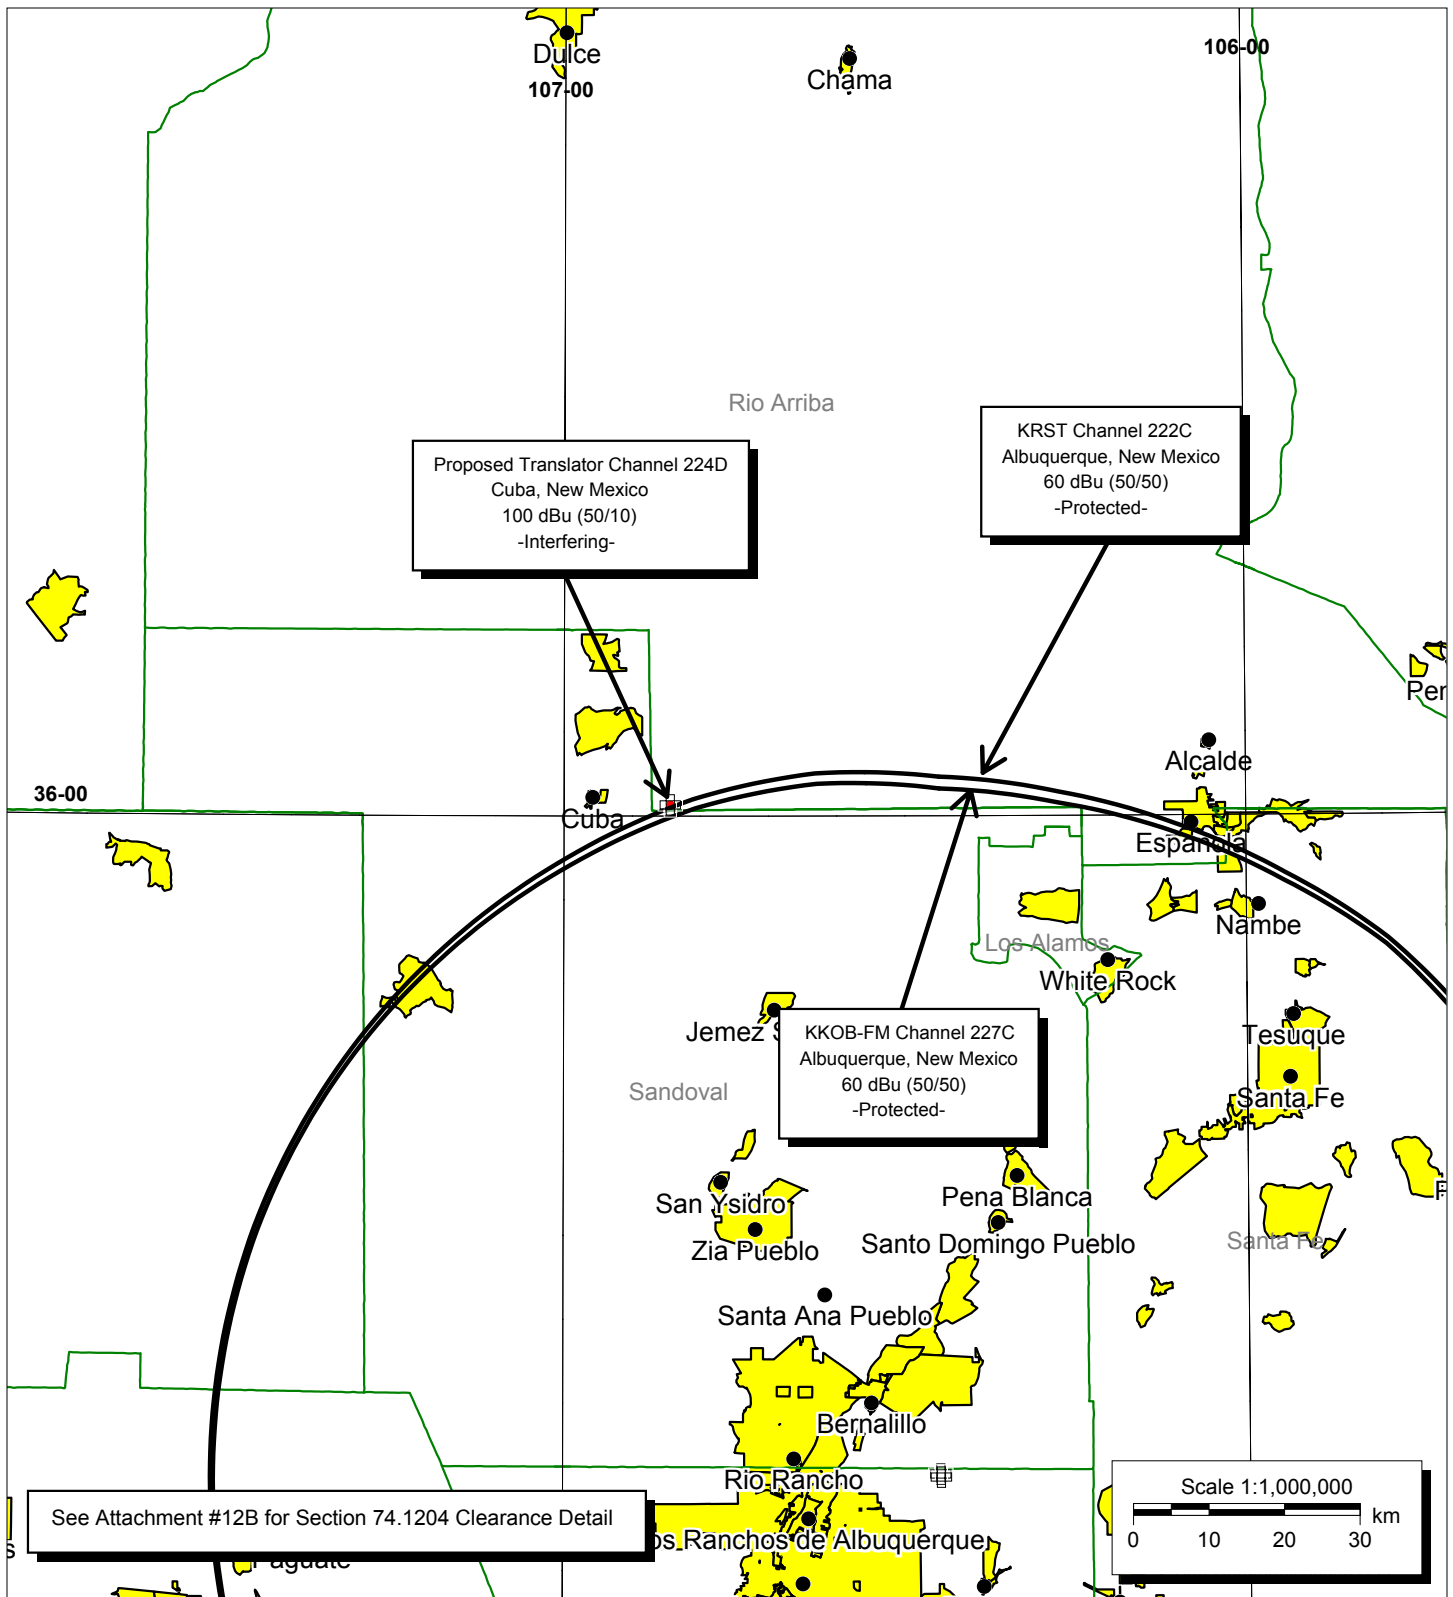 Dulce
107-00
Chama
106-00
Rio Arriba
Proposed Translator Channel 224D
Cuba, New Mexico
100 dBu (50/10)
-Interfering-
KRST Channel 222C
Albuquerque, New Mexico
60 dBu (50/50)
-Protected-
Per
Alcalde
36-00
Cuba
Espanola
Nambe
Los Alamos
White Rock
Jemez S
KKOB-FM Channel 227C
Albuquerque, New Mexico
60 dBu (50/50)
-Protected-
Tesuque
Santa Fe
Sandoval
San Ysidro
Pena Blanca
Zia Pueblo
Santo Domingo Pueblo
Santa Fe
Santa Ana Pueblo
Bernalillo
Rio Rancho
Scale 1:1,000,000
km
0 10 20 30
See Attachment #12B for Section 74.1204 Clearance Detail
os Ranchos de Albuquerque
Paguate